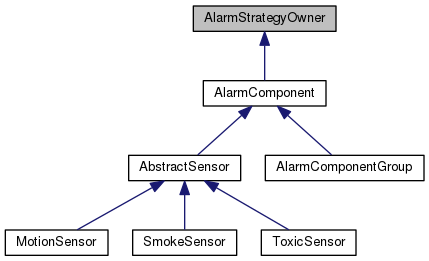 AlarmStrategyOwner
AlarmComponent
AbstractSensor
AlarmComponentGroup
MotionSensor
SmokeSensor
ToxicSensor